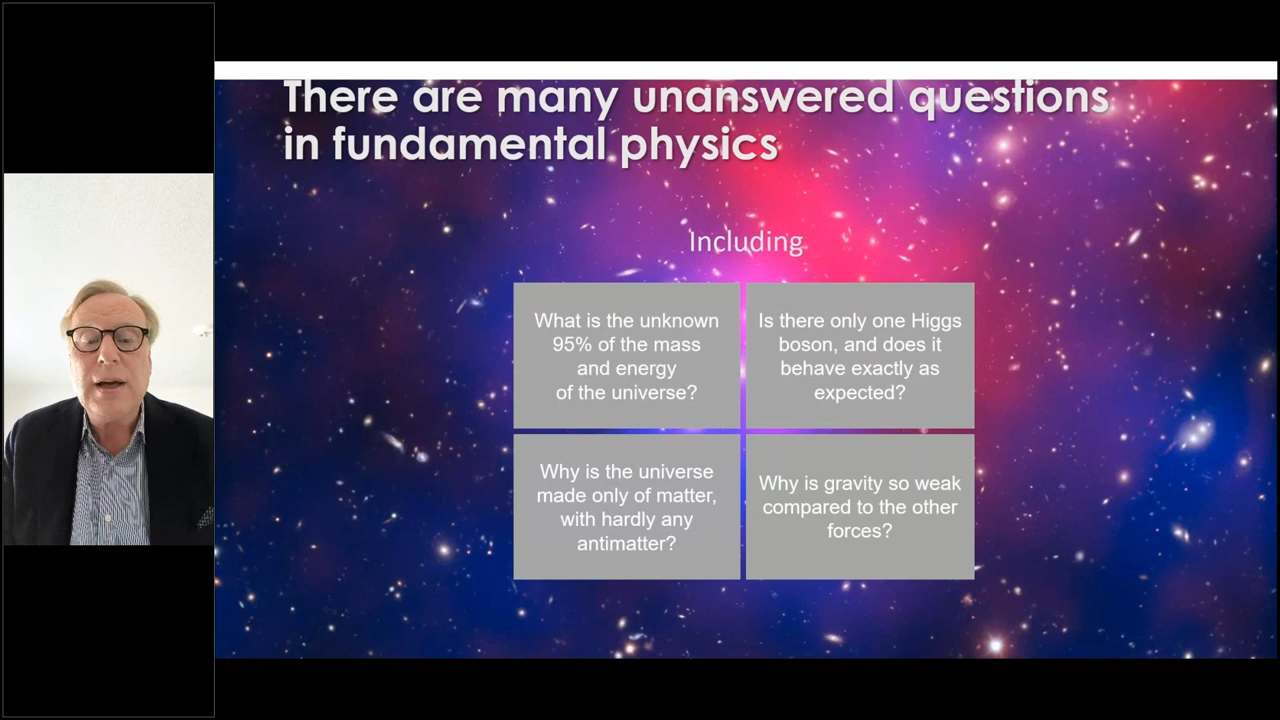 There are many unanswered questions
in fundamental physics
Including
What is the unknown
95% of the mass
and energy
of the universe?
Is there only one Higgs
boson, and does it
behave exactly as
expected?
Why is the universe
made only of matter,
with hardly any
antimatter?
Why is gravity so weak
compared to the other
forces?